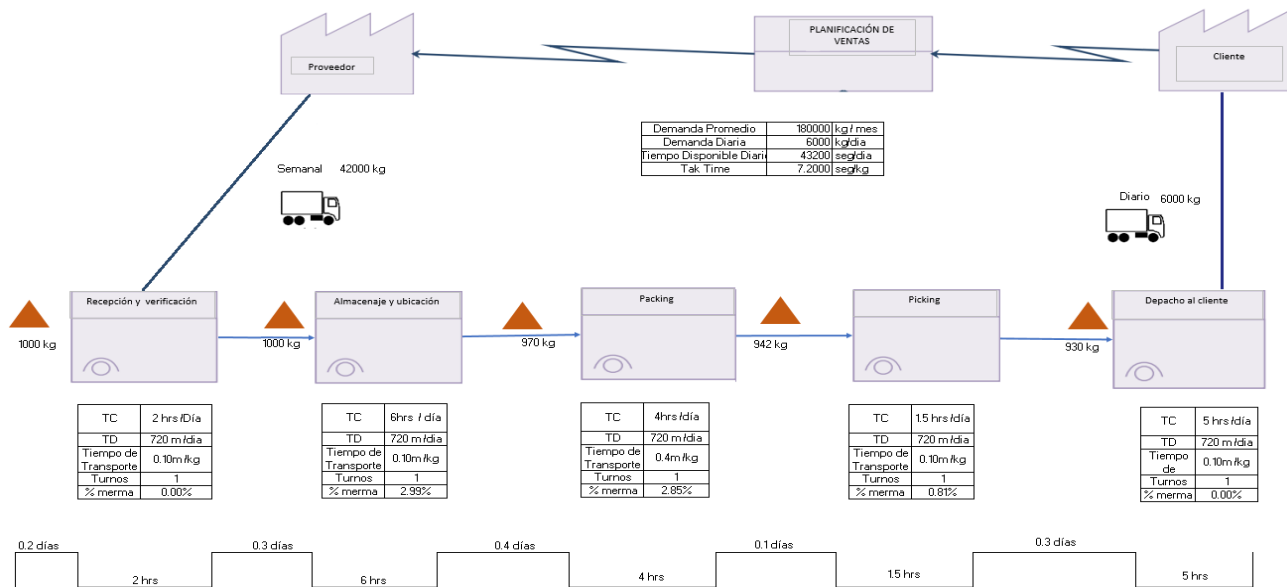 PLANIFICACIÓN DE
VENTAS
Proveedor
Cliente
Demanda Promedio 180000 kg / mes
Demanda Diaria 6000 kg/dia
Tiempo Disponible Diari 43200 seg/dia
Tak Time 7.2000 seg/kg
Semanal 42000 kg
Diario 6000 kg
Recepción y verificación
Almacenaje y ubicación
Packing
Picking
Depacho al cliente
1000 kg
1000 kg
970 kg
942 kg
930 kg
TC 2 hrs/Día
TD 720 m/dia
Tiempo de
Transporte 0.10m/kg
Turnos 1
% merma 0.00%
TC 6hrs / día
TD 720 m/dia
Tiempo de
Transporte 0.10m/kg
Turnos 1
% merma 2.99%
TC 4hrs/día
TD 720 m/dia
Tiempo de
Transporte 0.4m/kg
Turnos 1
% merma 2.85%
TC 1.5 hrs/día
TD 720 m/dia
Tiempo de
Transporte 0.10m/kg
Turnos 1
% merma 0.81%
TC 5 hrs/día
TD 720 m/dia
Tiempo
de 0.10m/kg
Turnos 1
% merma 0.00%
0.2 días
0.3 días
0.4 días
0.1 días
0.3 días
2 hrs
6 hrs
4 hrs
1.5 hrs
5 hrs